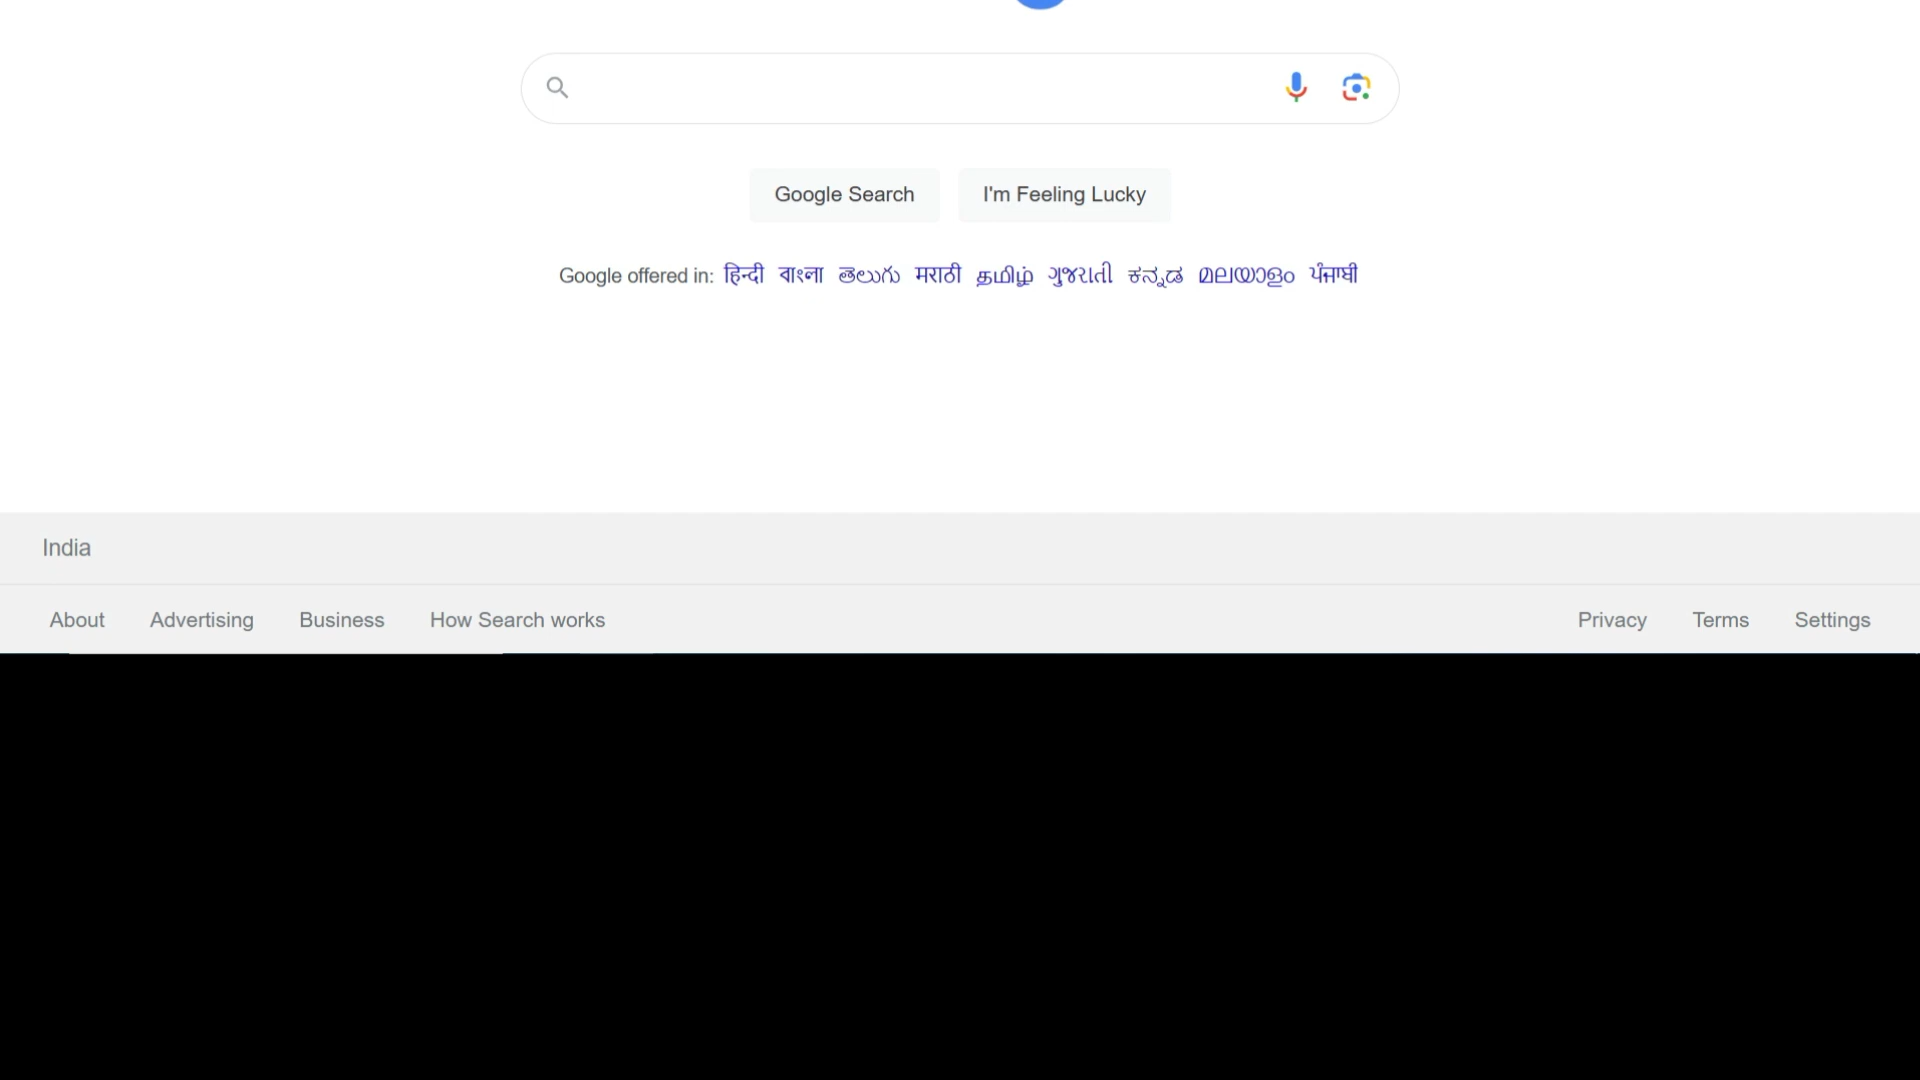 Google Search I'm Feeling Lucky
Google offered in: हिन्दी বাংলা తెలుగు मराठी தமிழ் ગુજરાતી ಕನ್ನಡ മലയാളം ਪੰਜਾਬੀ
India
About Advertising Business How Search works Privacy Terms Settings